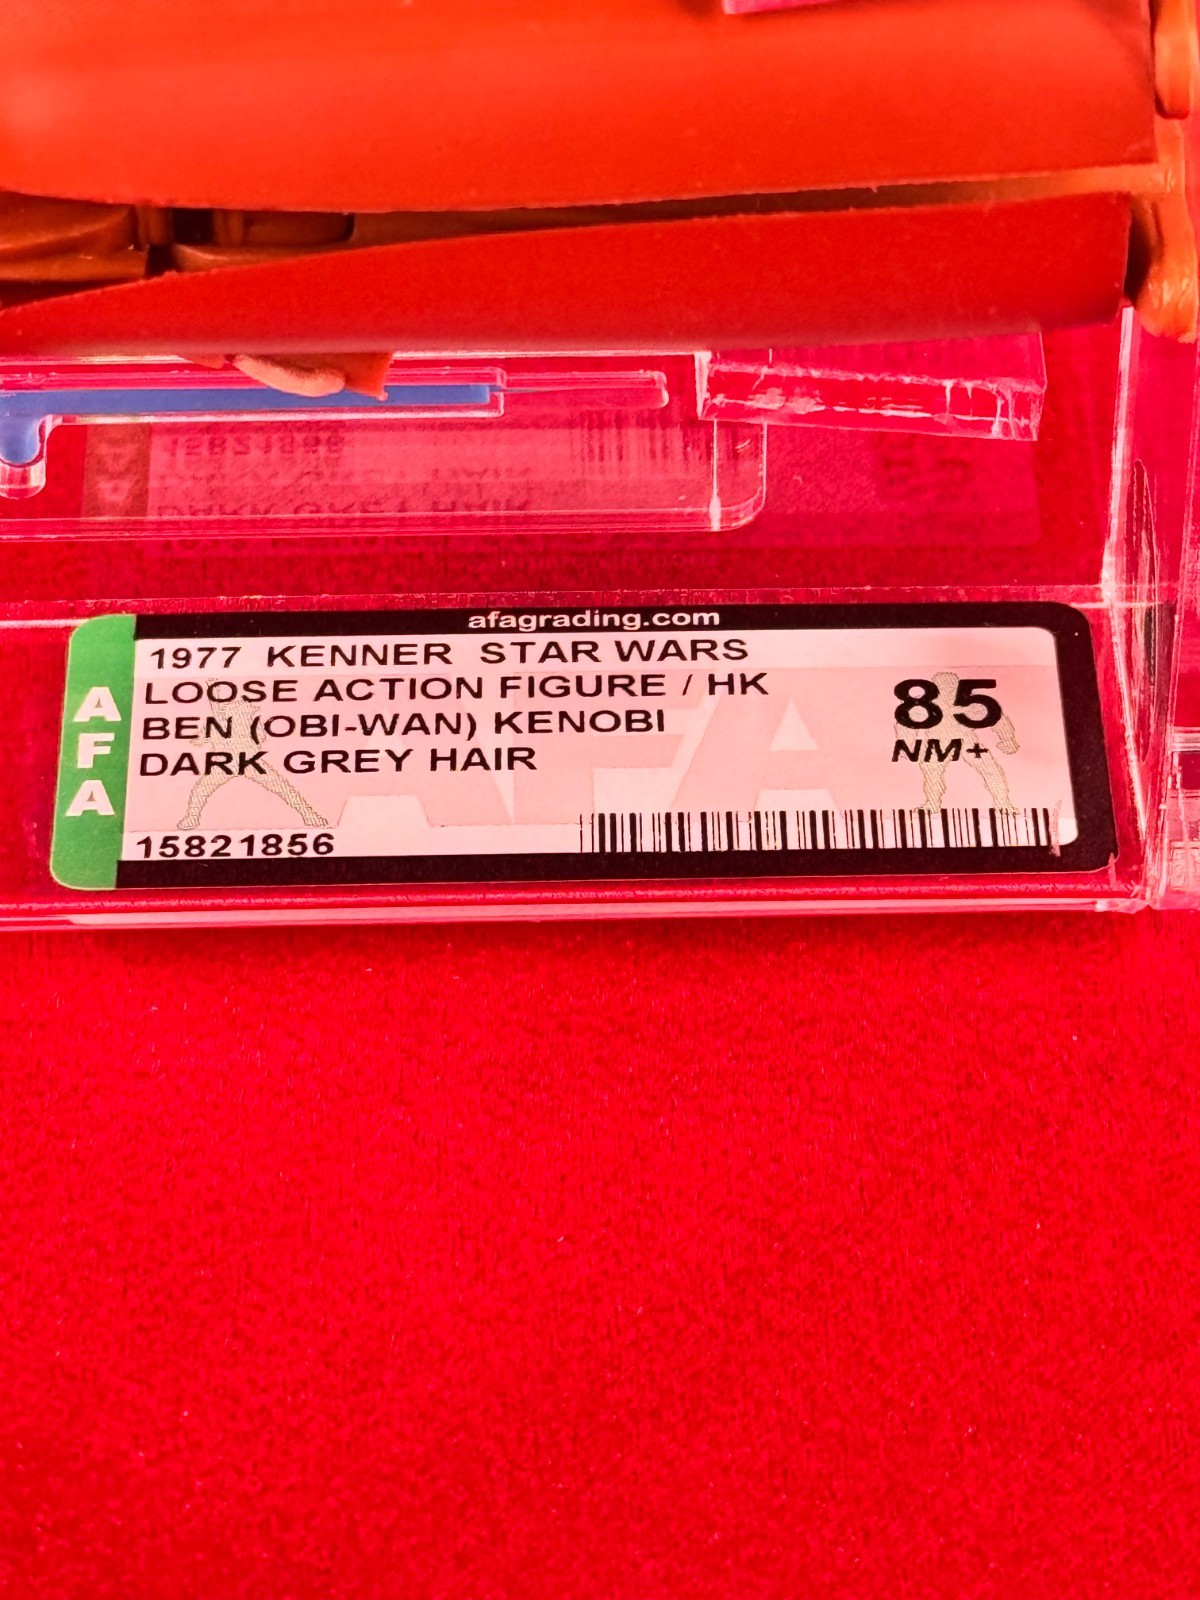 afagrading.com
AFA
1977 KENNER STAR WARS
LOOSE ACTION FIGURE / HK
BEN (OBI-WAN) KENOBI
DARK GREY HAIR
85
NM+
15821856